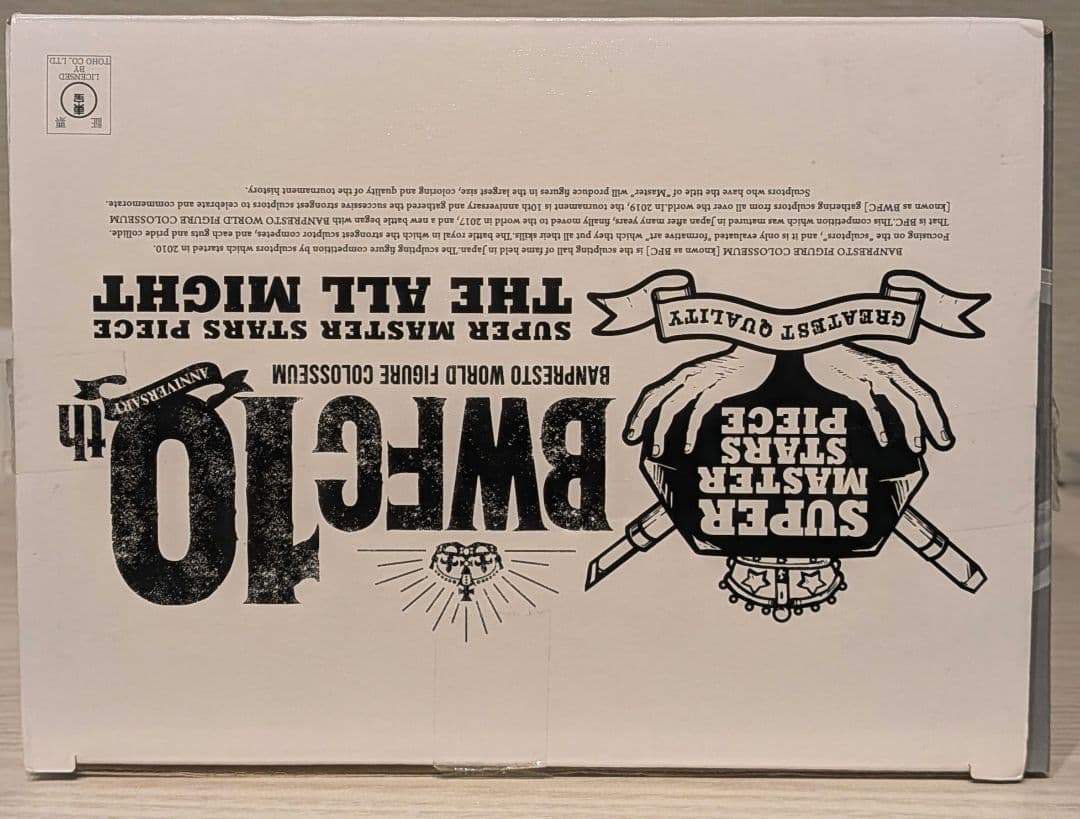 SUPER
MASTER
STARS
PIECE
GREATEST QUALITY
BWFC10th
ANNIVERSARY
BANPRESTO WORLD FIGURE COLOSSEUM
SUPER MASTER STARS PIECE
THE ALL MIGHT
BANPRESTO FIGURE COLOSSEUM [known as BFC] is the sculpting hall of fame held in Japan.The sculpting figure competition by sculptors which started in 2010.
Focusing on the "sculptors", and it is only evaluated "formative art" which they put all their skills.The battle royal in which the strongest sculptor competes, and each guts and pride collide.
That is BFC.This competition which was matured in Japan after many years, finally moved to the world in 2017, and a new battle began with BANPRESTO WORLD FIGURE COLOSSEUM
[known as BWFC] gathering sculptors from all over the world.In 2019, the tournament is 10th anniversary and gathered the successive strongest sculptors to celebrate and commemorate.
Sculptors who have the title of "Master" will produce figures in the largest size, coloring and quality of the tournament history.
証 票
東宝
LICENSED
BY
TOHO CO., LTD